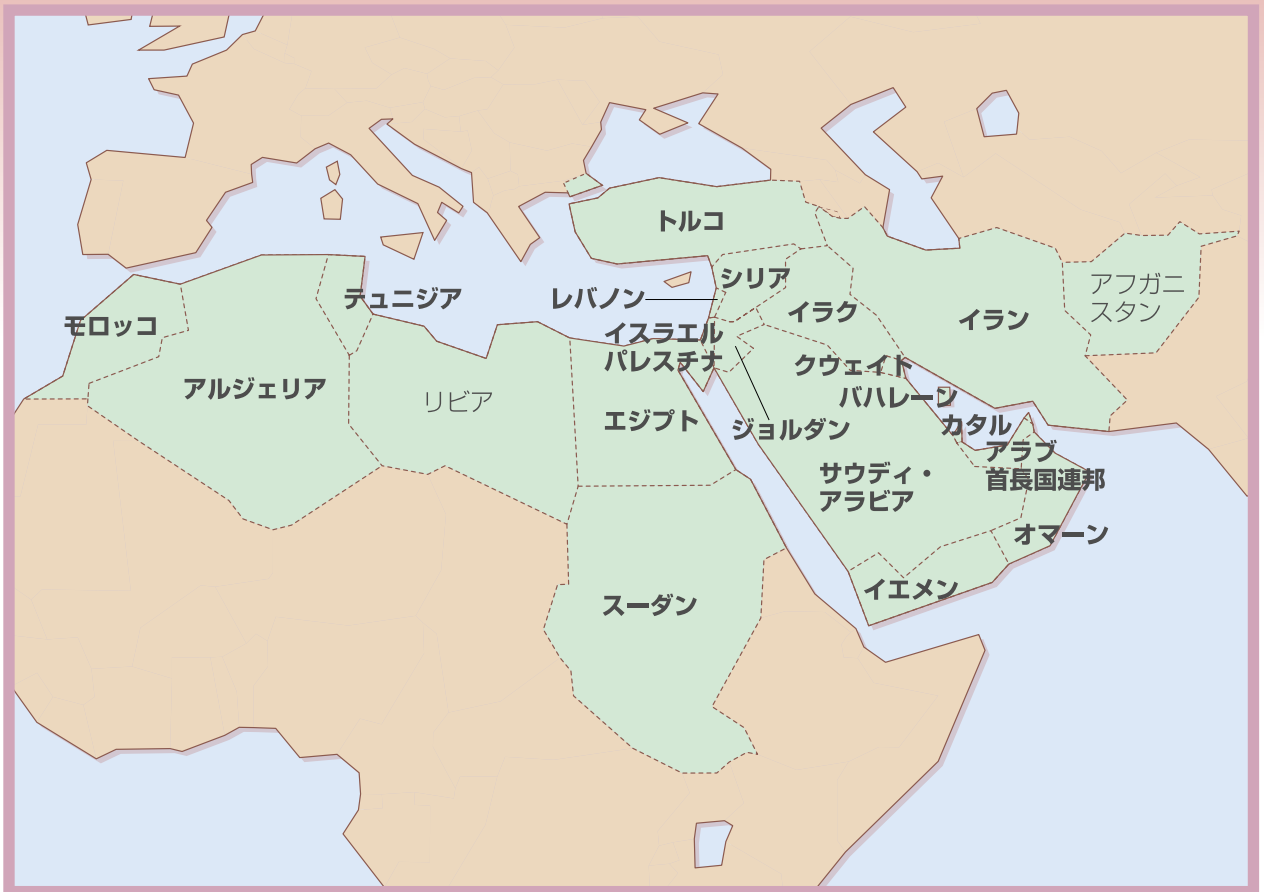 トルコ
シリア
レバノン
イラク
イラン
アフガニ
スタン
テュニジア
モロッコ
イスラエル
パレスチナ
クウェイト
バハレーン
アルジェリア
リビア
エジプト
ジョルダン
カタル
アラブ
首長国連邦
サウディ・
アラビア
オマーン
イエメン
スーダン